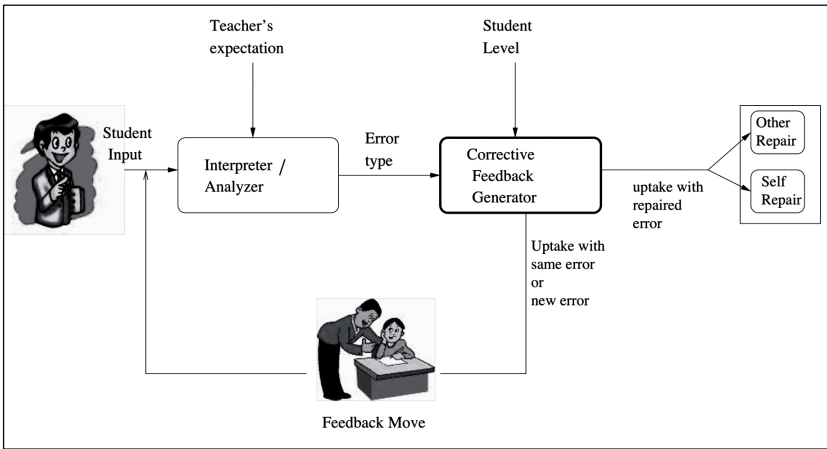 Teacher's
expectation
Student
Level
Student
Input
Interpreter /
Analyzer
Error
type
Corrective
Feedback
Generator
uptake with
repaired
error
Other
Repair
Self
Repair
Uptake with
same error
or
new error
Feedback Move